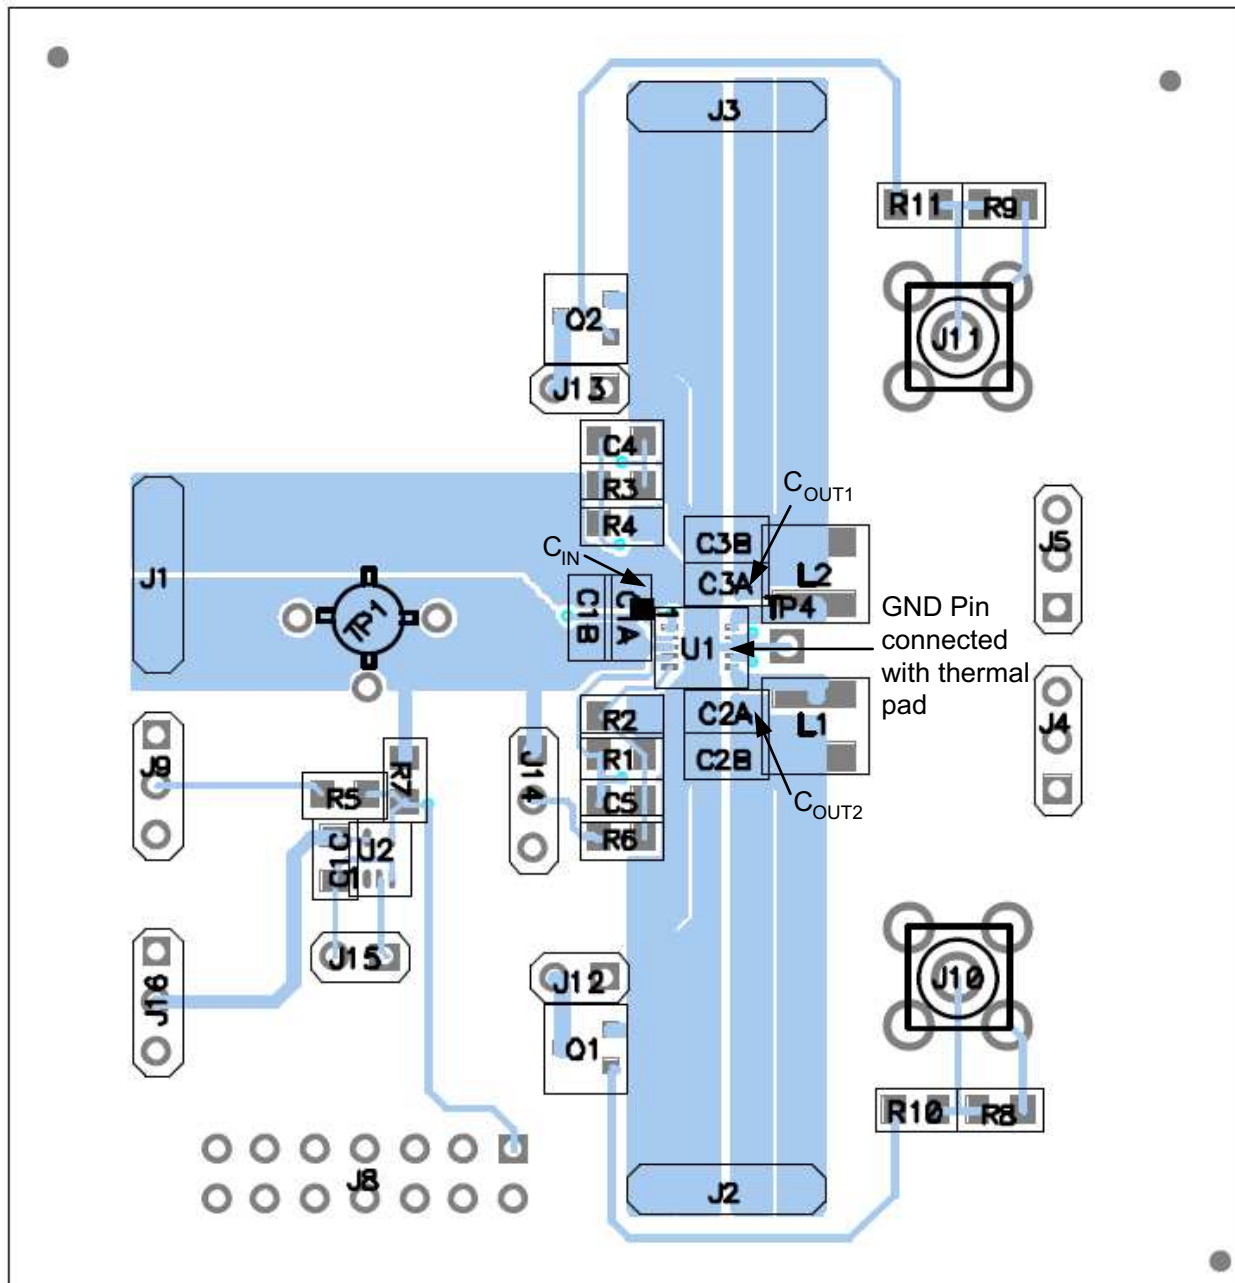 J3
R11 R9
Q2
J11
J13
C4
R3
COUT1
R4
CIN
C3B
J5
J1
C3A
L2
TP1
C1B
C1A
TP4
U1
GND Pin
connected
with thermal
pad
R2
C2A
L1
J4
R1
C2B
J9
R7
J14
R5
C5
COUT2
R6
U2
J15
J16
J12
J10
Q1
R10 R8
J8
J2